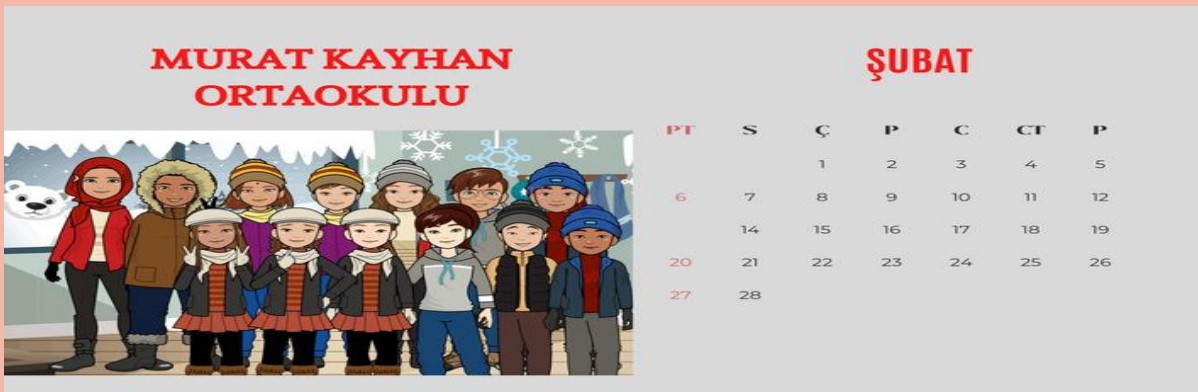 MURAT KAYHAN
ORTAOKULU
ŞUBAT
PT S Ç P C CT P
1 2 3 4 5
6 7 8 9 10 11 12
14 15 16 17 18 19
20 21 22 23 24 25 26
27 28